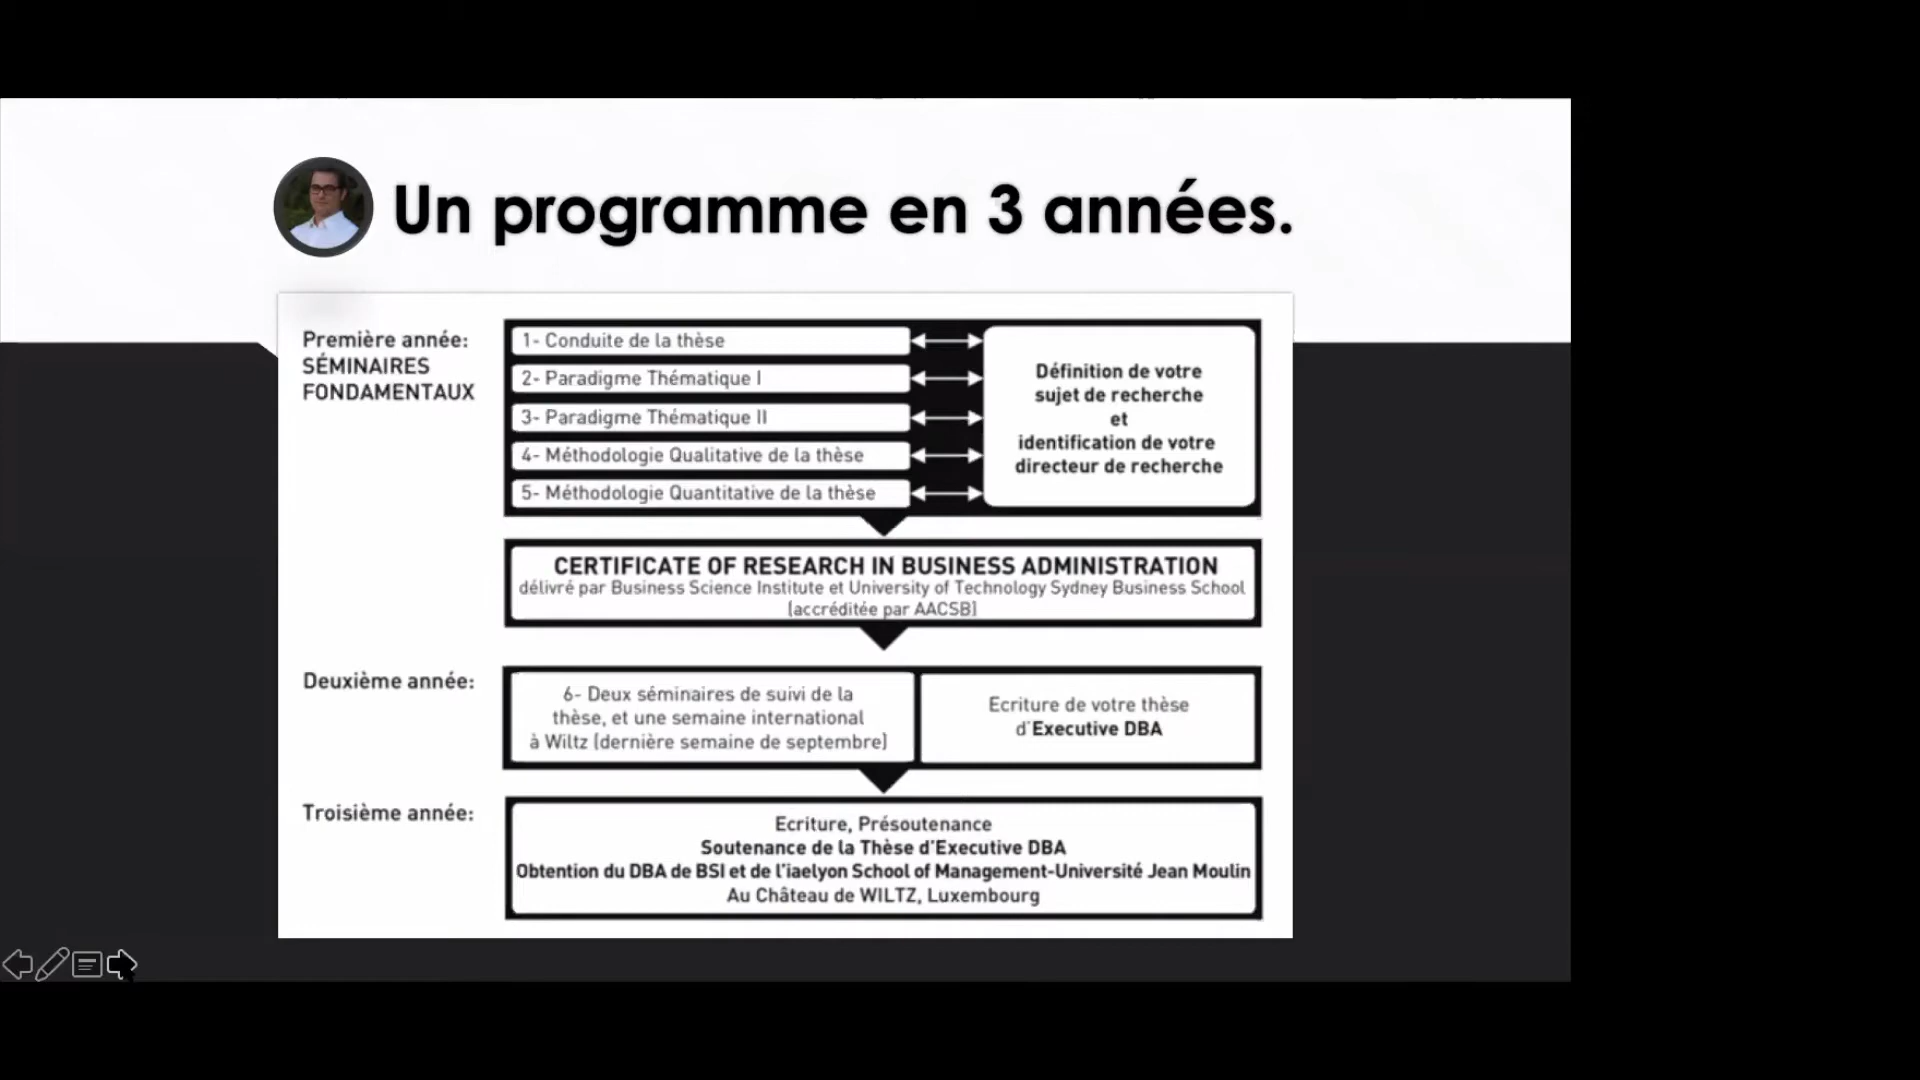 Un programme en 3 années.
Première année:
SÉMINAIRES
FONDAMENTAUX
1- Conduite de la thèse
2- Paradigme Thématique I
3- Paradigme Thématique II
4- Méthodologie Qualitative de la thèse
5- Méthodologie Quantitative de la thèse
Définition de votre
sujet de recherche
et
identification de votre
directeur de recherche
CERTIFICATE OF RESEARCH IN BUSINESS ADMINISTRATION
délivré par Business Science Institute et University of Technology Sydney Business School
(accréditée par AACSB)
Deuxième année:
6- Deux séminaires de suivi de la
thèse, et une semaine international
à Wiltz (dernière semaine de septembre)
Ecriture de votre thèse
d'Executive DBA
Troisième année:
Ecriture, Présoutenance
Soutenance de la Thèse d'Executive DBA
Obtention du DBA de BSI et de l'iaelyon School of Management-Université Jean Moulin
Au Château de WILTZ, Luxembourg